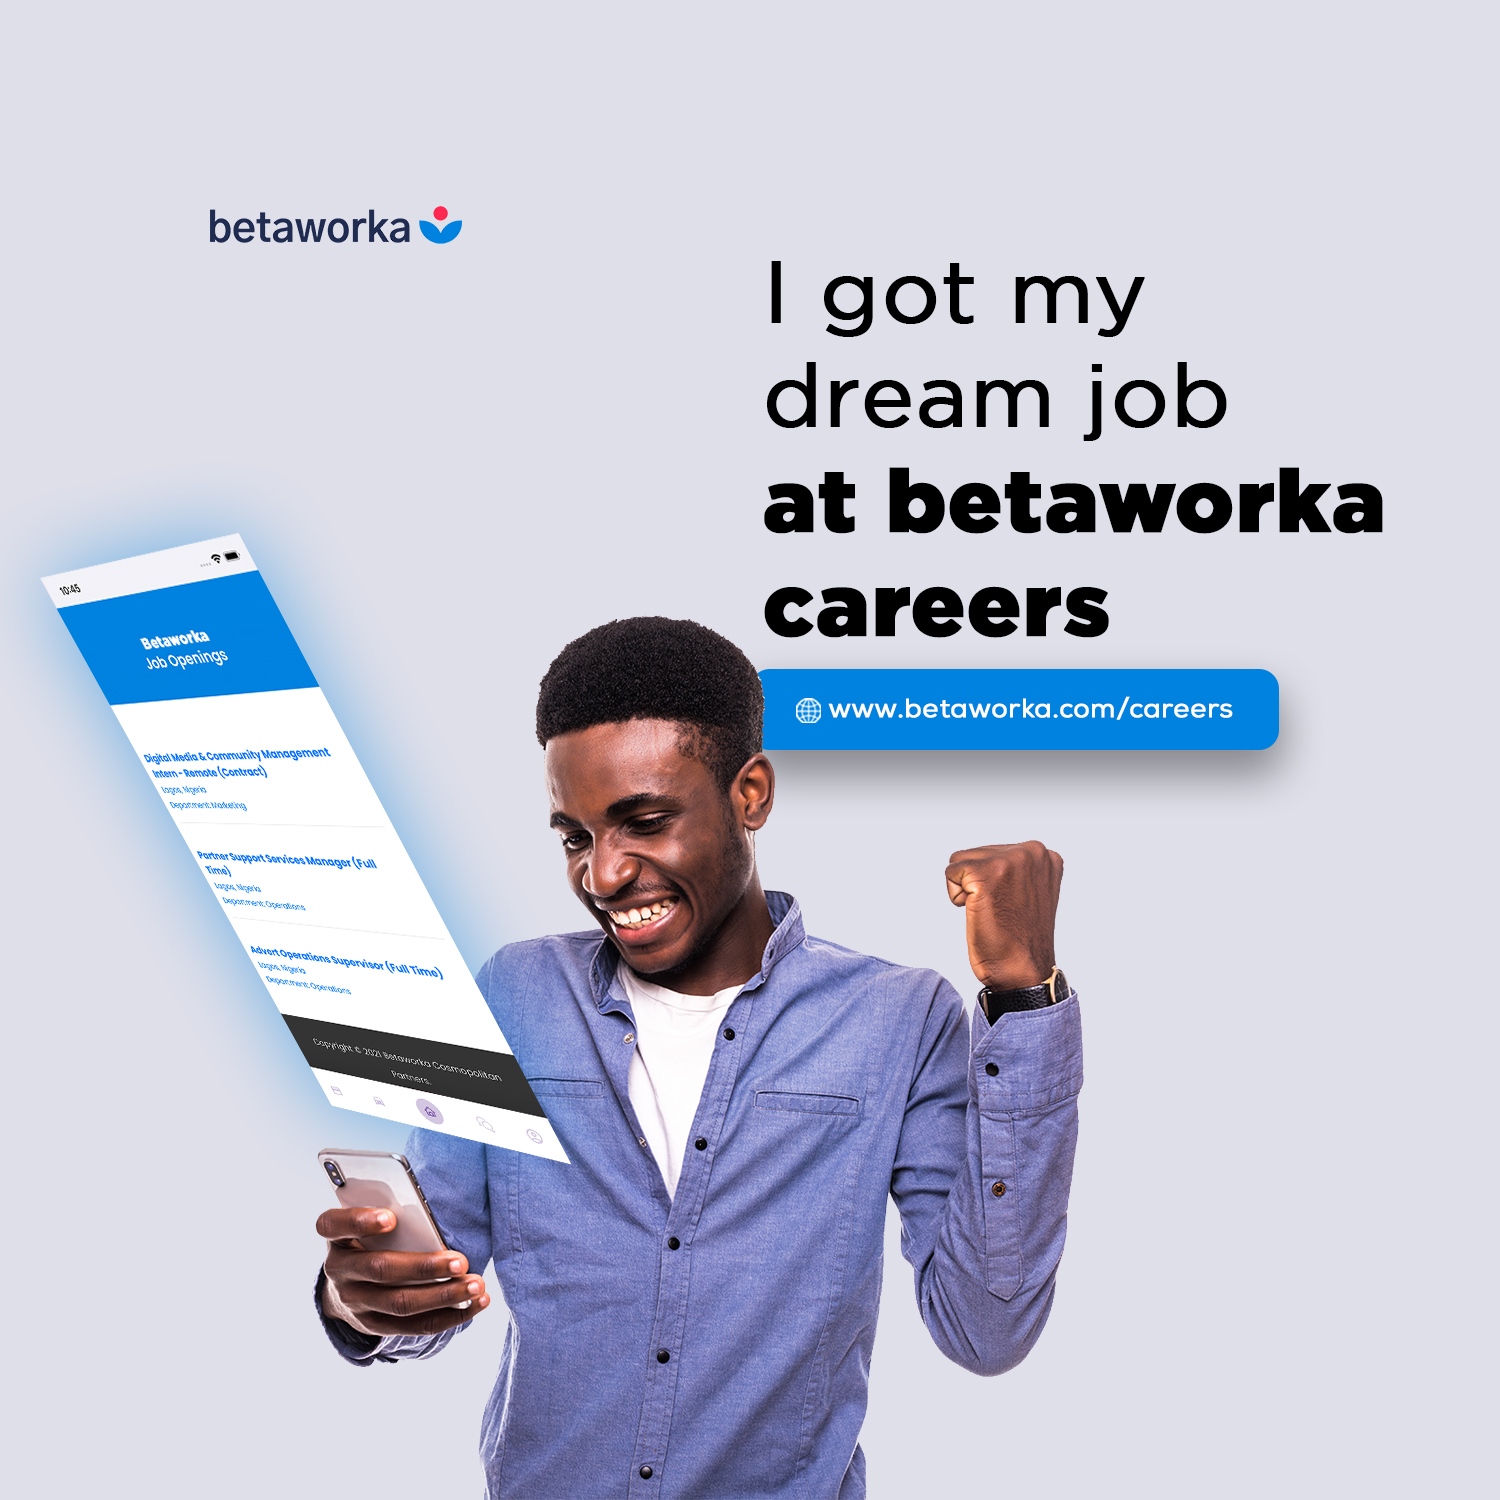 betaworka
I got my
dream job
at betaworka
careers
www.betaworka.com/careers
10:45
Betaworka
Job Openings
Digital Media & Community Management
Intern - Remote (Contract)
Lagos, Nigeria
Department: Marketing
Partner Support Services Manager (Full
Time)
Lagos, Nigeria
Department: Operations
Advert Operations Supervisor (Full Time)
Lagos, Nigeria
Department: Operations
Copyright © 2021 Betaworka Cosmopolitan
Partners.